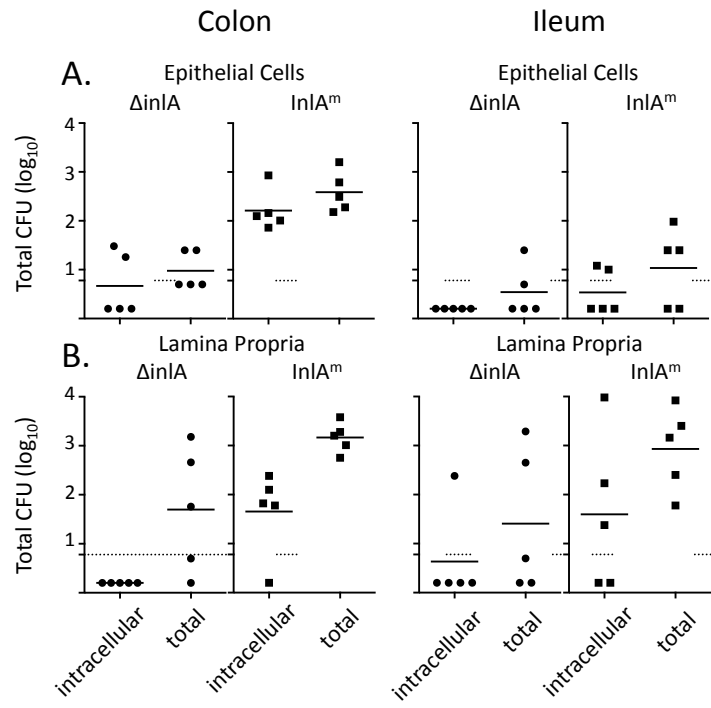 Colon Ileum
A.
Epithelial Cells Epithelial Cells
ΔinlA InlAᵐ ΔinlA InlAᵐ
Total CFU (log₁₀)
4
3
2
1
B.
Lamina Propria Lamina Propria
ΔinlA InlAᵐ ΔinlA InlAᵐ
Total CFU (log₁₀)
4
3
2
1
intracellular total intracellular total intracellular total intracellular total